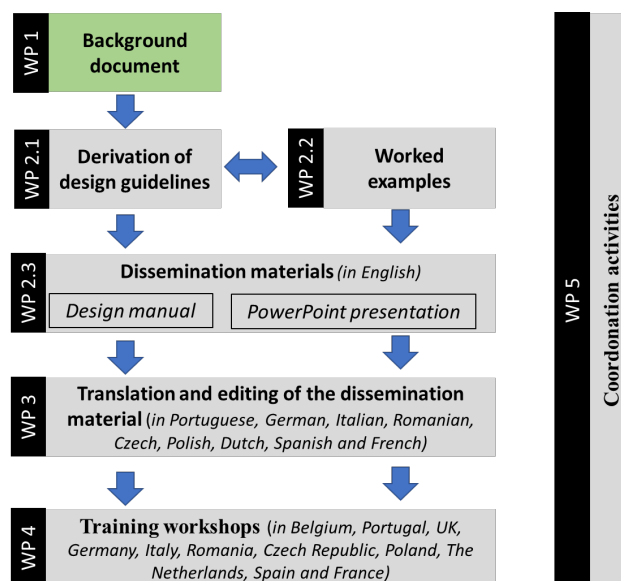 WP 1
Background
document
WP 2.1
Derivation of
design guidelines
WP 2.2
Worked
examples
WP 2.3
Dissemination materials (in English)
Design manual
PowerPoint presentation
WP 3
Translation and editing of the dissemination
material (in Portuguese, German, Italian, Romanian,
Czech, Polish, Dutch, Spanish and French)
WP 4
Training workshops (in Belgium, Portugal, UK,
Germany, Italy, Romania, Czech Republic, Poland, The
Netherlands, Spain and France)
WP 5
Coordonation activities